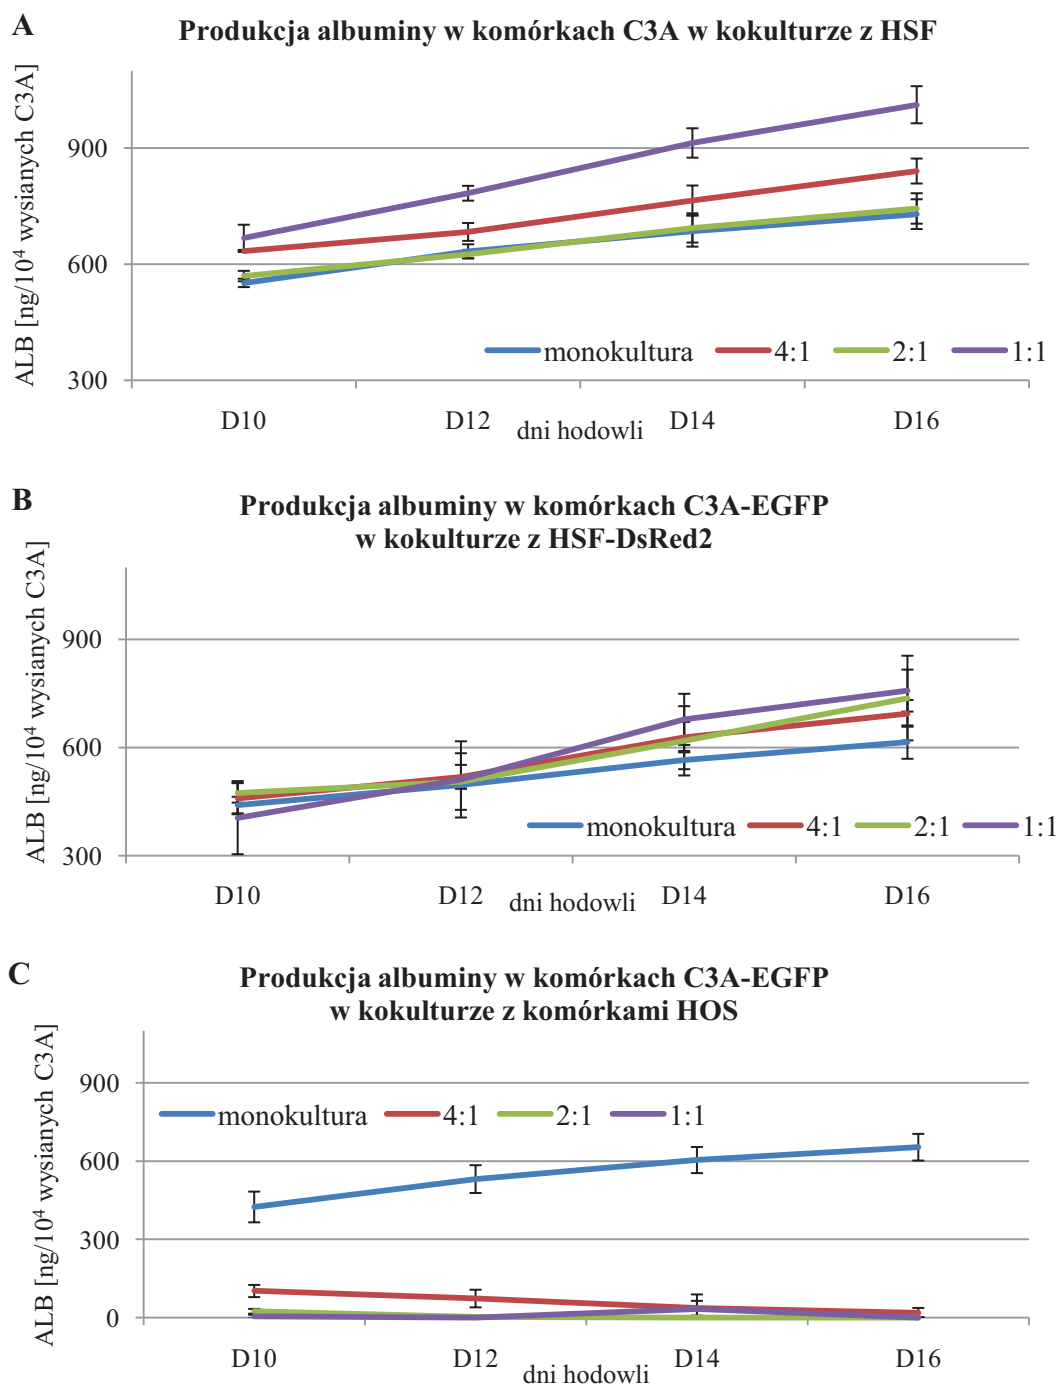 A
Produkcja albuminy w komórkach C3A w kokulturze z HSF
ALB [ng/10⁴ wysianych C3A]
900
600
300
monokultura 4:1 2:1 1:1
D10 D12 D14 D16
dni hodowli
B
Produkcja albuminy w komórkach C3A-EGFP
w kokulturze z HSF-DsRed2
ALB [ng/10⁴ wysianych C3A]
900
600
300
monokultura 4:1 2:1 1:1
D10 D12 D14 D16
dni hodowli
C
Produkcja albuminy w komórkach C3A-EGFP
w kokulturze z komórkami HOS
ALB [ng/10⁴ wysianych C3A]
900
monokultura 4:1 2:1 1:1
600
300
0
D10 D12 D14 D16
dni hodowli